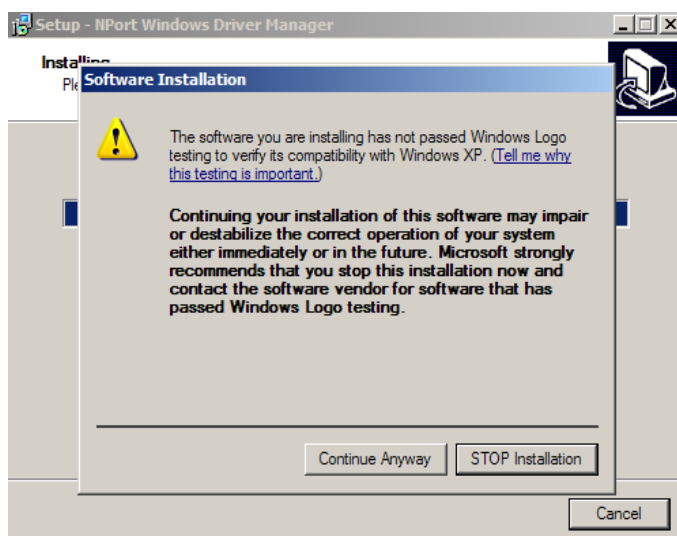 Setup - NPort Windows Driver Manager
Installing
Software Installation
The software you are installing has not passed Windows Logo
testing to verify its compatibility with Windows XP. (Tell me why
this testing is important.)
Continuing your installation of this software may impair
or destabilize the correct operation of your system
either immediately or in the future. Microsoft strongly
recommends that you stop this installation now and
contact the software vendor for software that has
passed Windows Logo testing.
Continue Anyway STOP Installation
Cancel